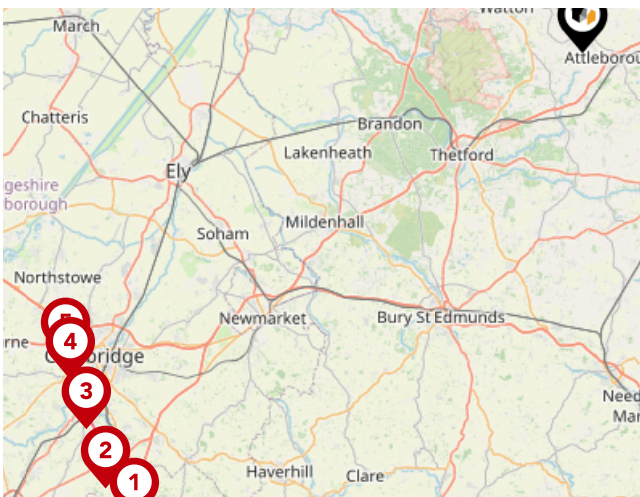 Watton
March
Attleborou
Chatteris
Brandon
Lakenheath
Thetford
Ely
geshire
borough
Mildenhall
Soham
Northstowe
Newmarket
Bury St Edmunds
rne
4
C bridge
3
Need
Mar
2
Haverhill
Clare
1